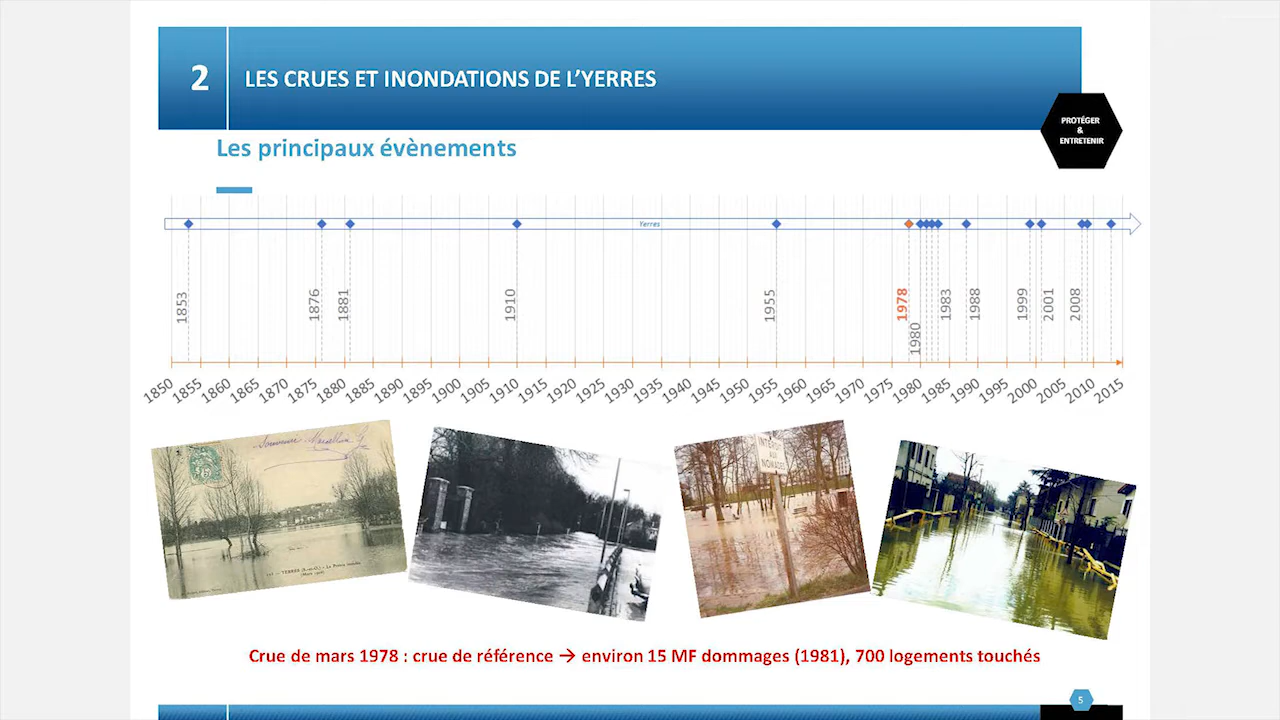 2
LES CRUES ET INONDATIONS DE L'YERRES
PROTÉGER
&
ENTRETENIR
Les principaux évènements
Yerres
1853
1876
1881
1910
1955
1978
1980
1983
1988
1999
2001
2008
1850 1855 1860 1865 1870 1875 1880 1885 1890 1895 1900 1905 1910 1915 1920 1925 1930 1935 1940 1945 1950 1955 1960 1965 1970 1975 1980 1985 1990 1995 2000 2005 2010 2015
INTERDIT
AUX
NOMADES
Crue de mars 1978 : crue de référence → environ 15 MF dommages (1981), 700 logements touchés
5